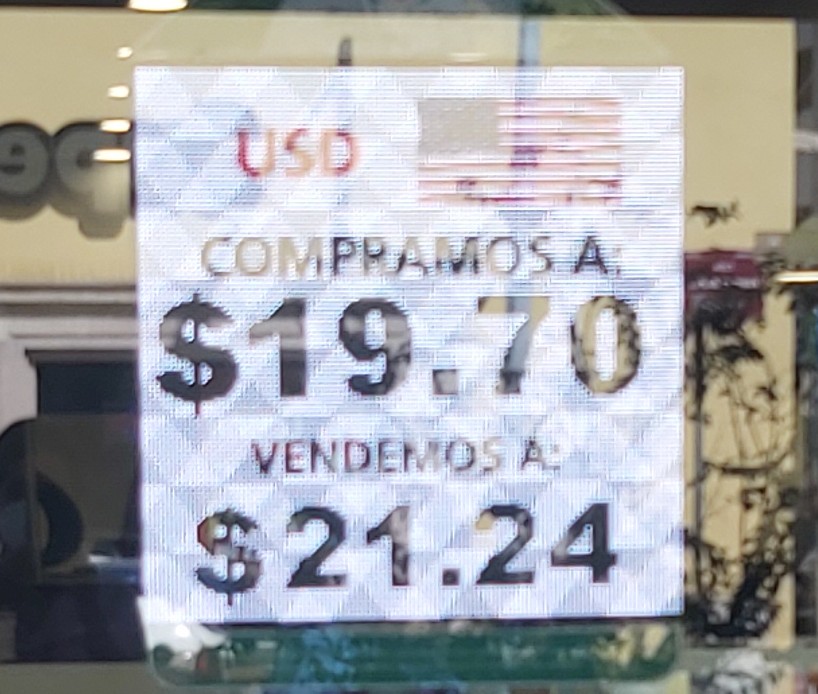 USD
COMPRAMOS A:
$19.70
VENDEMOS A:
$21.24